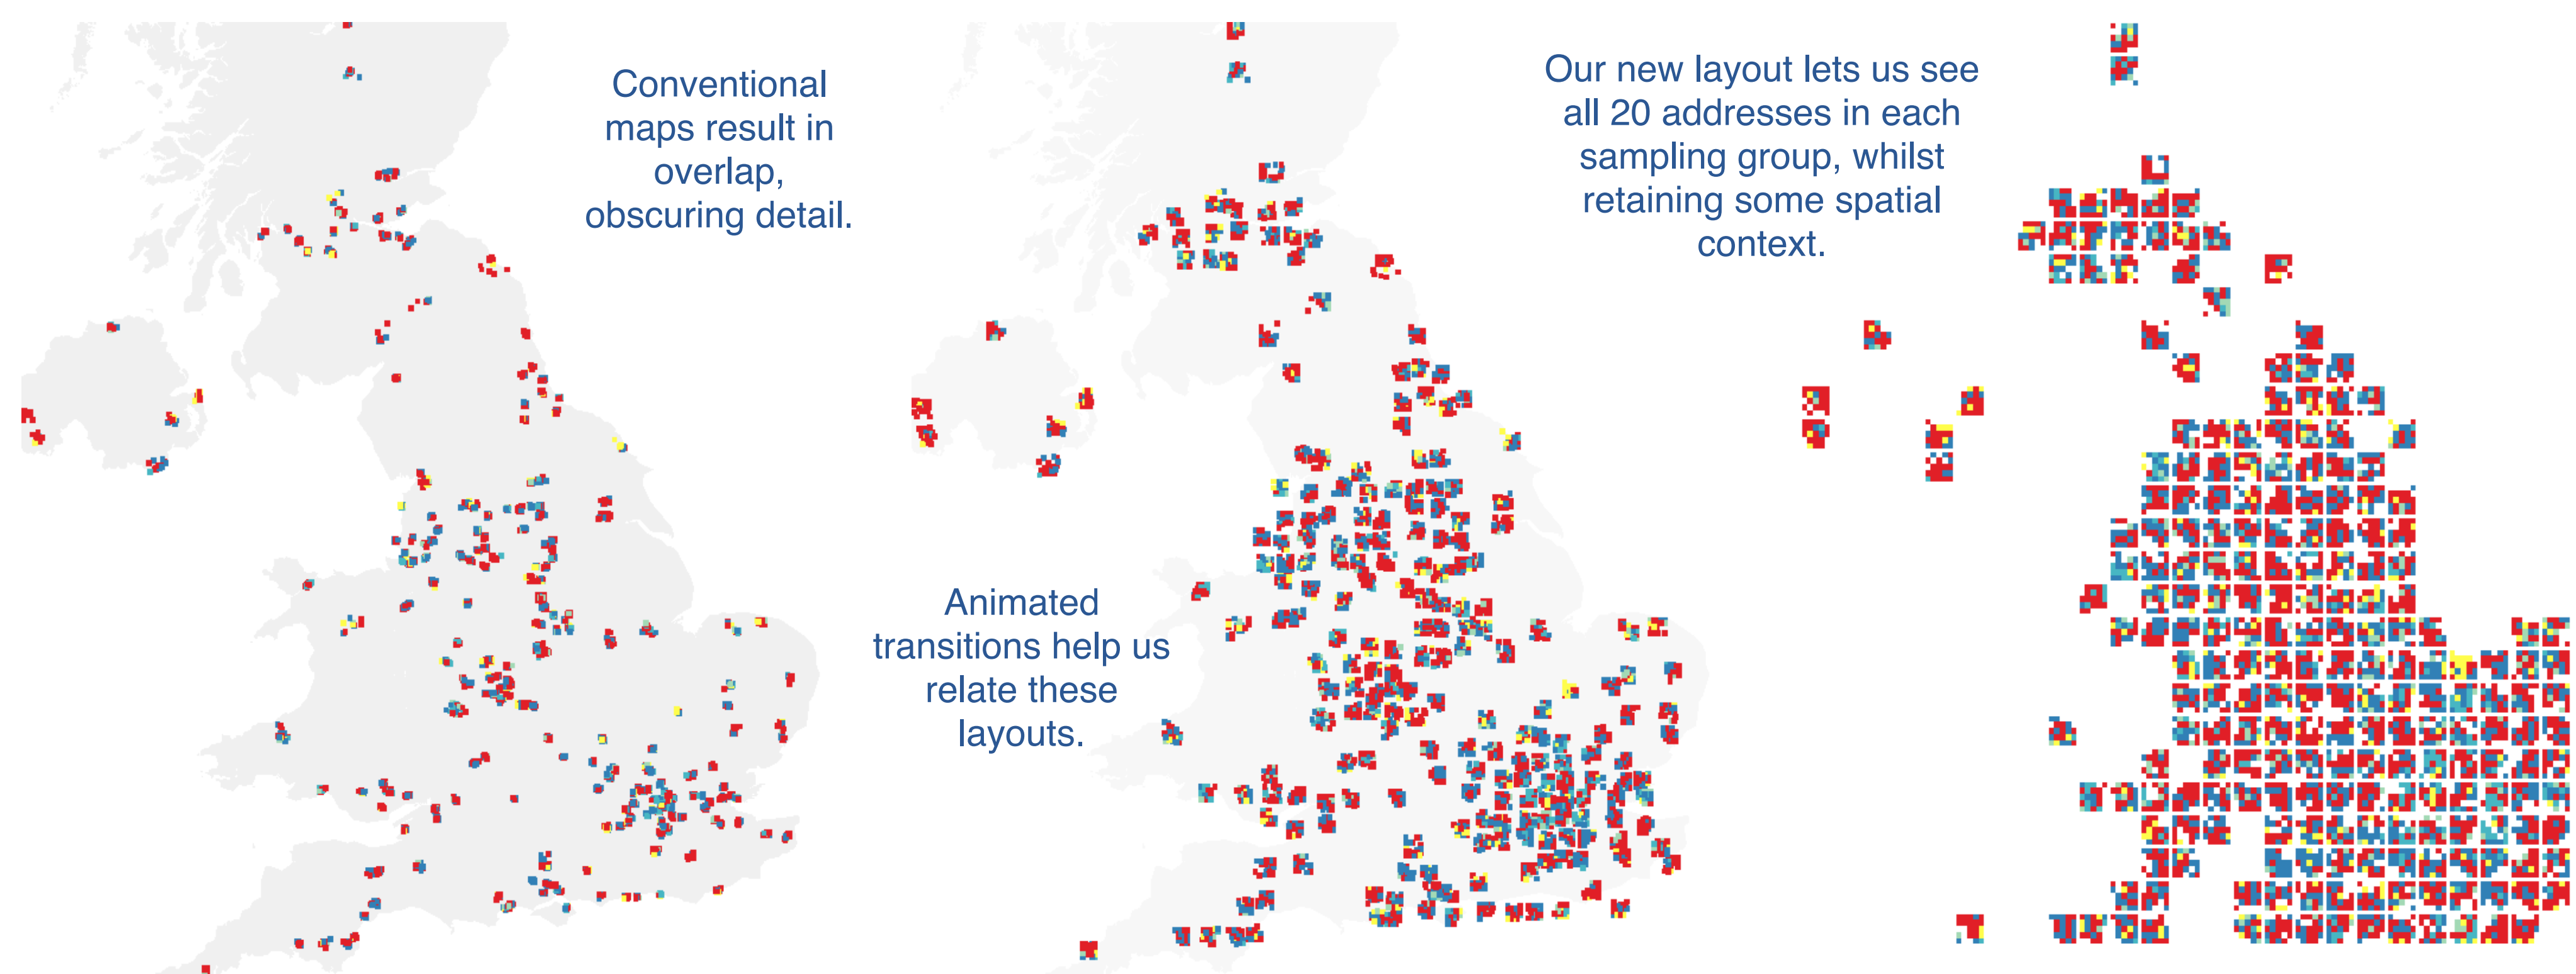 Conventional
maps result in
overlap,
obscuring detail.
Our new layout lets us see
all 20 addresses in each
sampling group, whilst
retaining some spatial
context.
Animated
transitions help us
relate these
layouts.